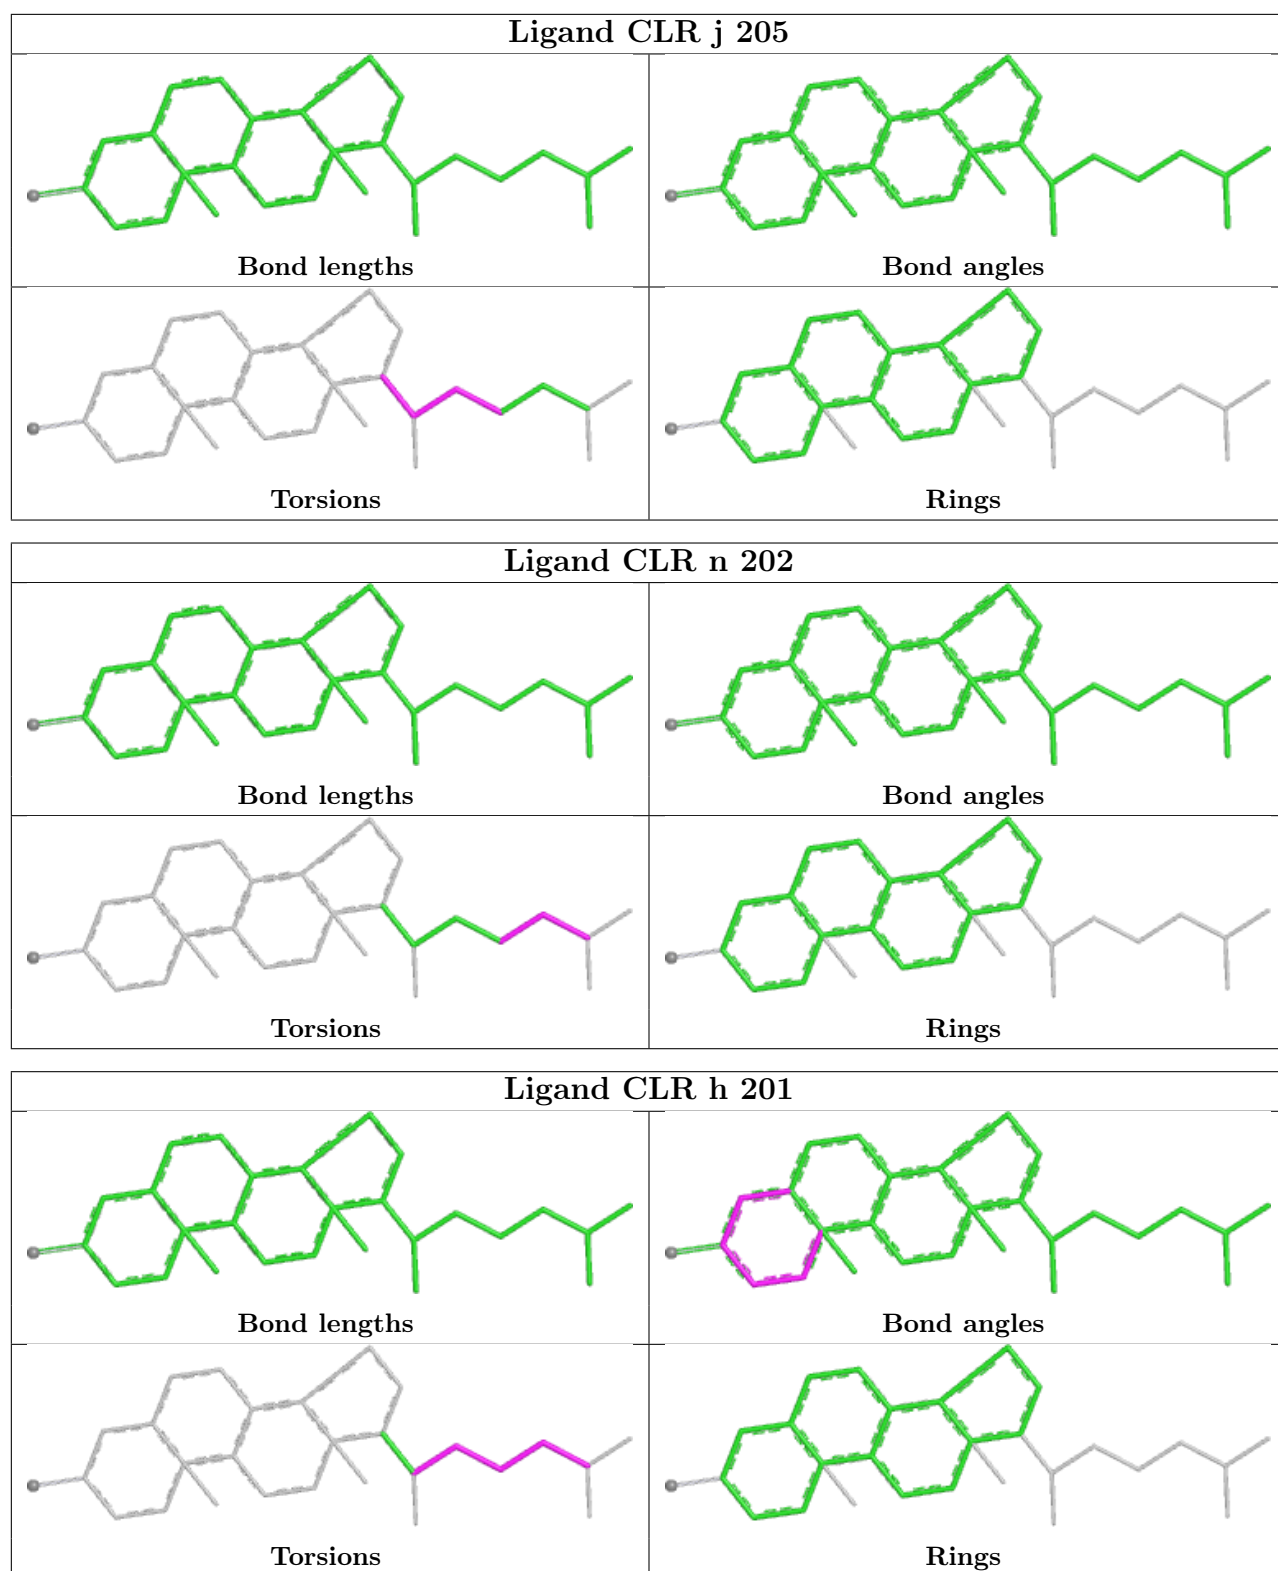 Ligand CLR j 205
Bond lengths
Bond angles
Torsions
Rings
Ligand CLR n 202
Bond lengths
Bond angles
Torsions
Rings
Ligand CLR h 201
Bond lengths
Bond angles
Torsions
Rings